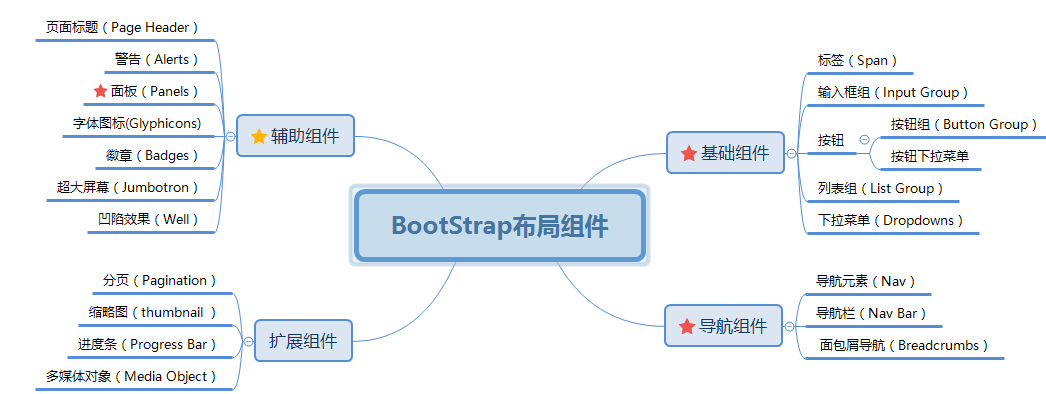 BootStrap布局组件
基础组件
标签（Span）
输入框组（Input Group）
按钮
按钮组（Button Group）
按钮下拉菜单
列表组（List Group）
下拉菜单（Dropdowns）
导航组件
导航元素（Nav）
导航栏（Nav Bar）
面包屑导航（Breadcrumbs）
辅助组件
页面标题（Page Header）
警告（Alerts）
面板（Panels）
字体图标(Glyphicons)
徽章（Badges）
超大屏幕（Jumbotron）
凹陷效果（Well）
扩展组件
分页（Pagination）
缩略图（thumbnail ）
进度条（Progress Bar）
多媒体对象（Media Object）